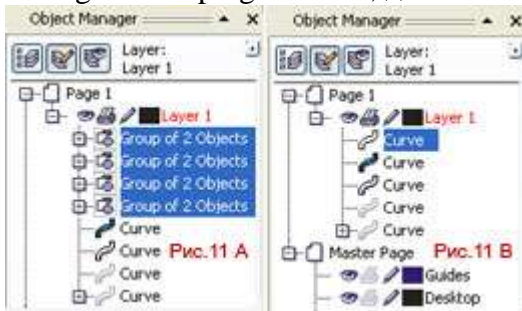 Object Manager
Layer:
Layer 1
Page 1
Layer 1
Group of 2 Objects
Group of 2 Objects
Group of 2 Objects
Group of 2 Objects
Curve
Curve Рис.11 А
Curve
Curve
Object Manager
Layer:
Layer 1
Page 1
Layer 1
Curve
Curve
Curve
Curve
Curve
Master Page Рис.11 В
Guides
Desktop